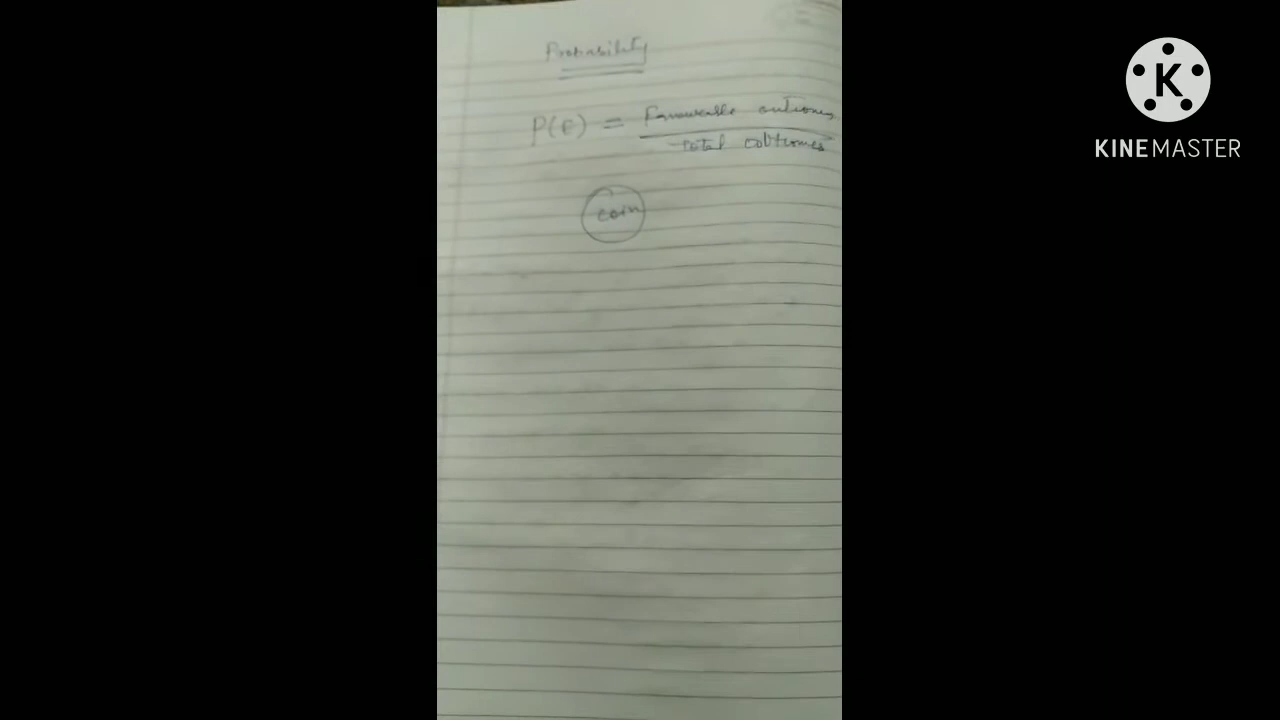 Probability
P(E) = Favourable outcomes
total outcomes
coin
K
KINEMASTER